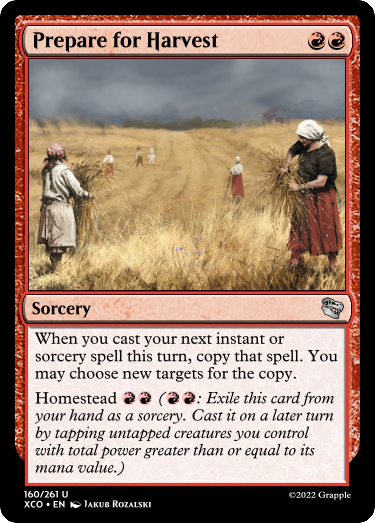 Prepare for Harvest
Sorcery
When you cast your next instant or
sorcery spell this turn, copy that spell. You
may choose new targets for the copy.
Homestead (: Exile this card from
your hand as a sorcery. Cast it on a later turn
by tapping untapped creatures you control
with total power greater than or equal to its
mana value.)
160/261 U
XCO • EN Jakub Rozalski
©2022 Grapple